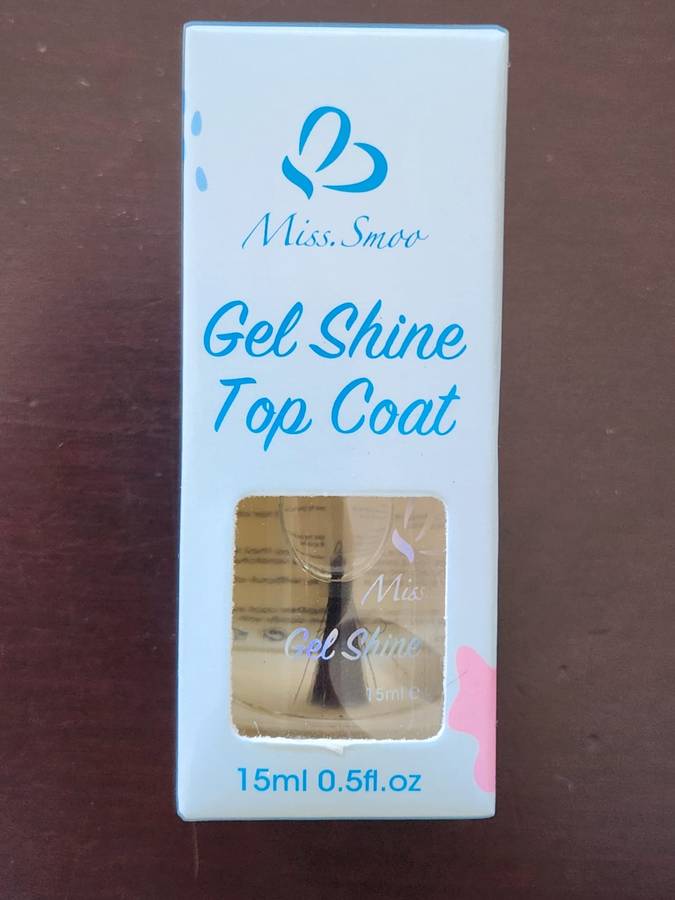 Miss.Smoo
Gel Shine
Top Coat
Miss
Gel Shine
15ml e
15ml 0.5fl.oz